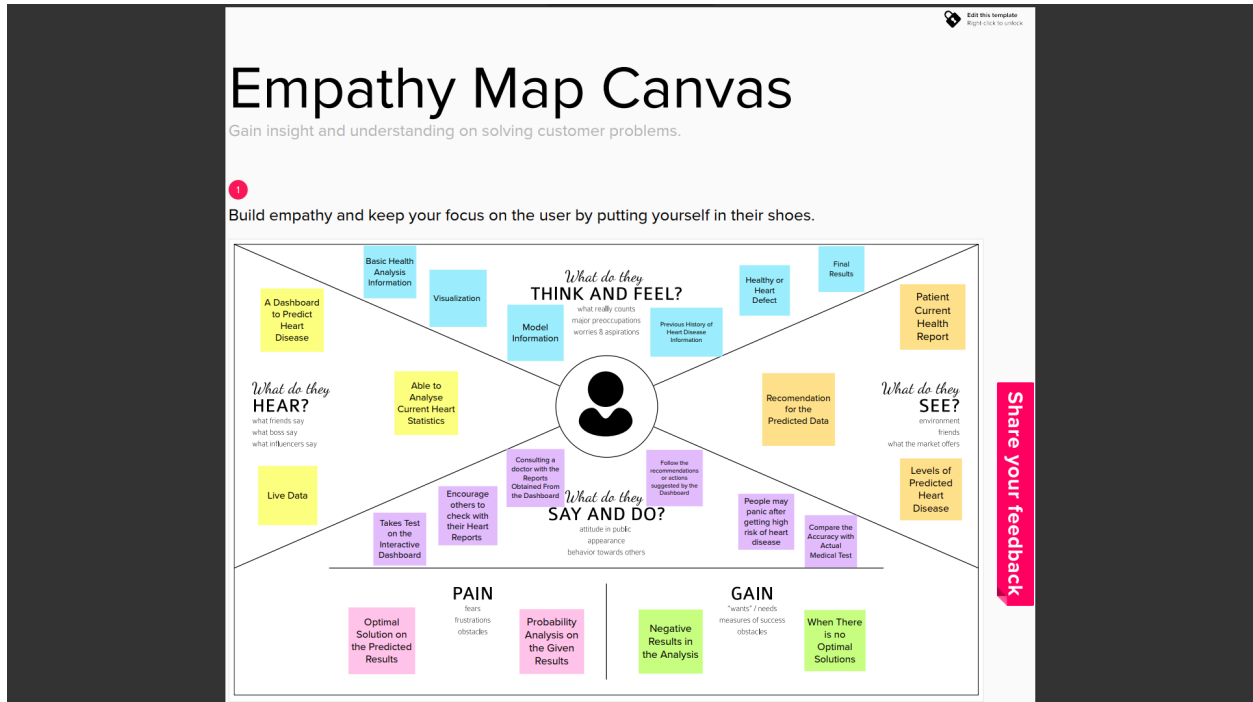 Edit this template
Right-click to unlock
Empathy Map Canvas
Gain insight and understanding on solving customer problems.
1
Build empathy and keep your focus on the user by putting yourself in their shoes.
What do they
THINK AND FEEL?
what really counts
major preoccupations
worries & aspirations
Basic Health
Analysis
Information
Visualization
Model
Information
Previous History of
Heart Disease
Information
Healthy or
Heart
Defect
Final
Results
What do they
HEAR?
what friends say
what boss say
what influencers say
A Dashboard
to Predict
Heart
Disease
Able to
Analyse
Current Heart
Statistics
Live Data
What do they
SEE?
environment
friends
what the market offers
Patient
Current
Health
Report
Recomendation
for the
Predicted Data
Levels of
Predicted
Heart
Disease
What do they
SAY AND DO?
attitude in public
appearance
behavior towards others
Takes Test
on the
Interactive
Dashboard
Encourage
others to
check with
their Heart
Reports
Consulting a
doctor with the
Reports
Obtained From
the Dashboard
Follow the
recommendations
or actions
suggested by the
Dashboard
People may
panic after
getting high
risk of heart
disease
Compare the
Accuracy with
Actual
Medical Test
PAIN
fears
frustrations
obstacles
Optimal
Solution on
the Predicted
Results
Probability
Analysis on
the Given
Results
GAIN
"wants" / needs
measures of success
obstacles
Negative
Results in
the Analysis
When There
is no
Optimal
Solutions
Share your feedback